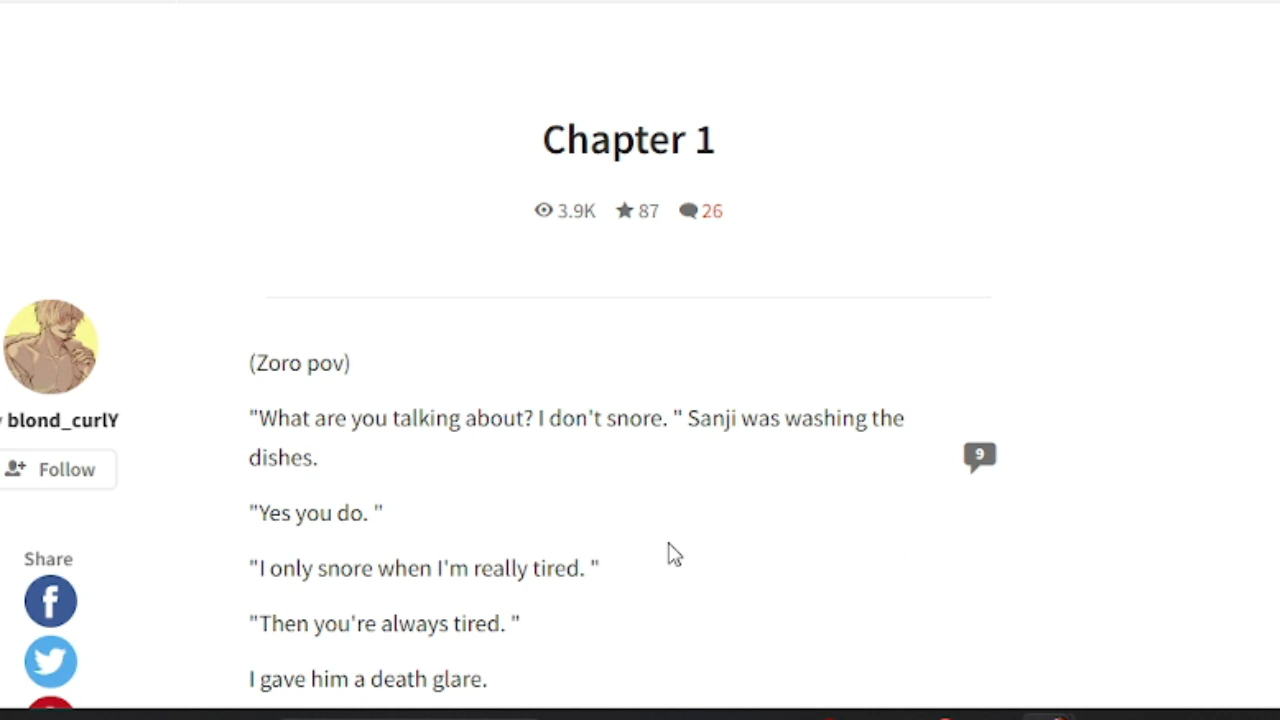 Chapter 1
3.9K 87 26
blond_curlY
Follow
Share
(Zoro pov)
"What are you talking about? I don't snore. " Sanji was washing the
dishes.
9
"Yes you do. "
"I only snore when I'm really tired. "
"Then you're always tired. "
I gave him a death glare.